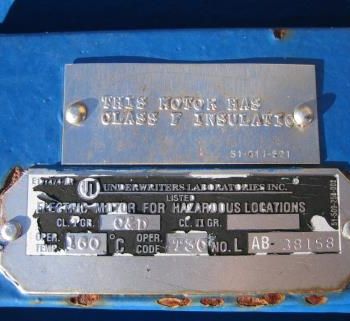 THIS MOTOR HAS
CLASS F INSULATION
51-011-521
UL UNDERWRITERS LABORATORIES INC.
LISTED
ELECTRIC MOTOR FOR HAZARDOUS LOCATIONS
CL. I GR. C&D CL. II GR.
OPER. TEMP. 160 °C OPER. CODE T3C NO. L AB- 38158